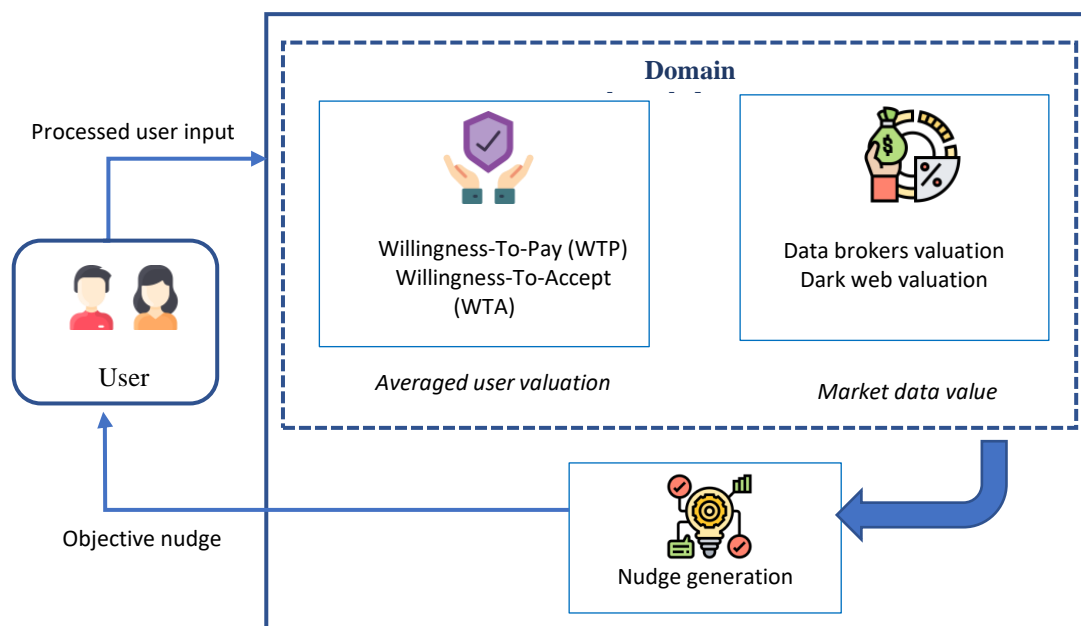 Domain
Processed user input
Willingness-To-Pay (WTP)
Willingness-To-Accept
(WTA)
Data brokers valuation
Dark web valuation
User
Averaged user valuation
Market data value
Objective nudge
Nudge generation